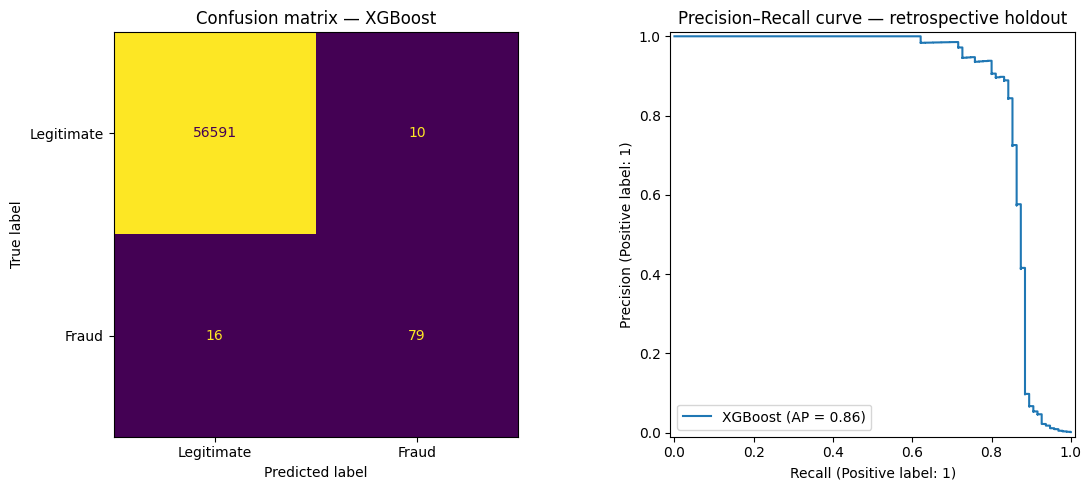 Confusion matrix — XGBoost
True label
Legitimate
56591
10
Fraud
16
79
Legitimate
Fraud
Predicted label
Precision–Recall curve — retrospective holdout
Precision (Positive label: 1)
1.0
0.8
0.6
0.4
0.2
0.0
XGBoost (AP = 0.86)
0.0
0.2
0.4
0.6
0.8
1.0
Recall (Positive label: 1)